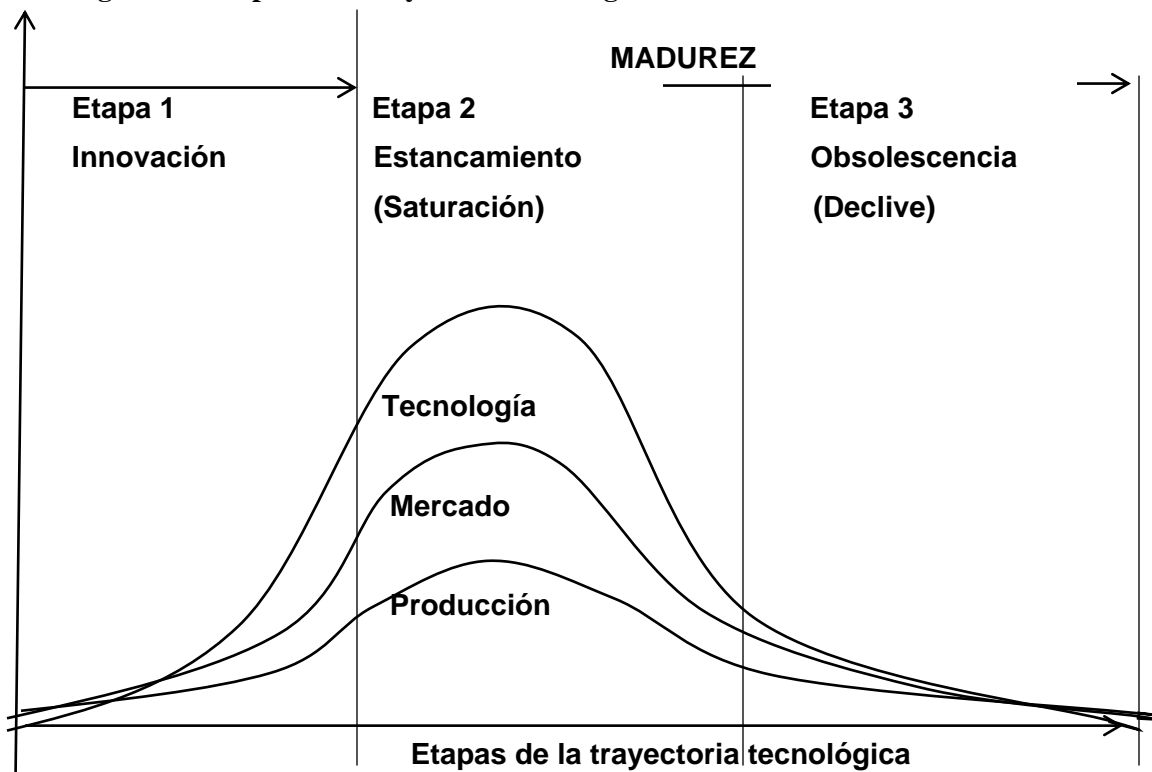 MADUREZ
Etapa 1
Innovación
Etapa 2
Estancamiento
(Saturación)
Etapa 3
Obsolescencia
(Declive)
Tecnología
Mercado
Producción
Etapas de la trayectoria tecnológica